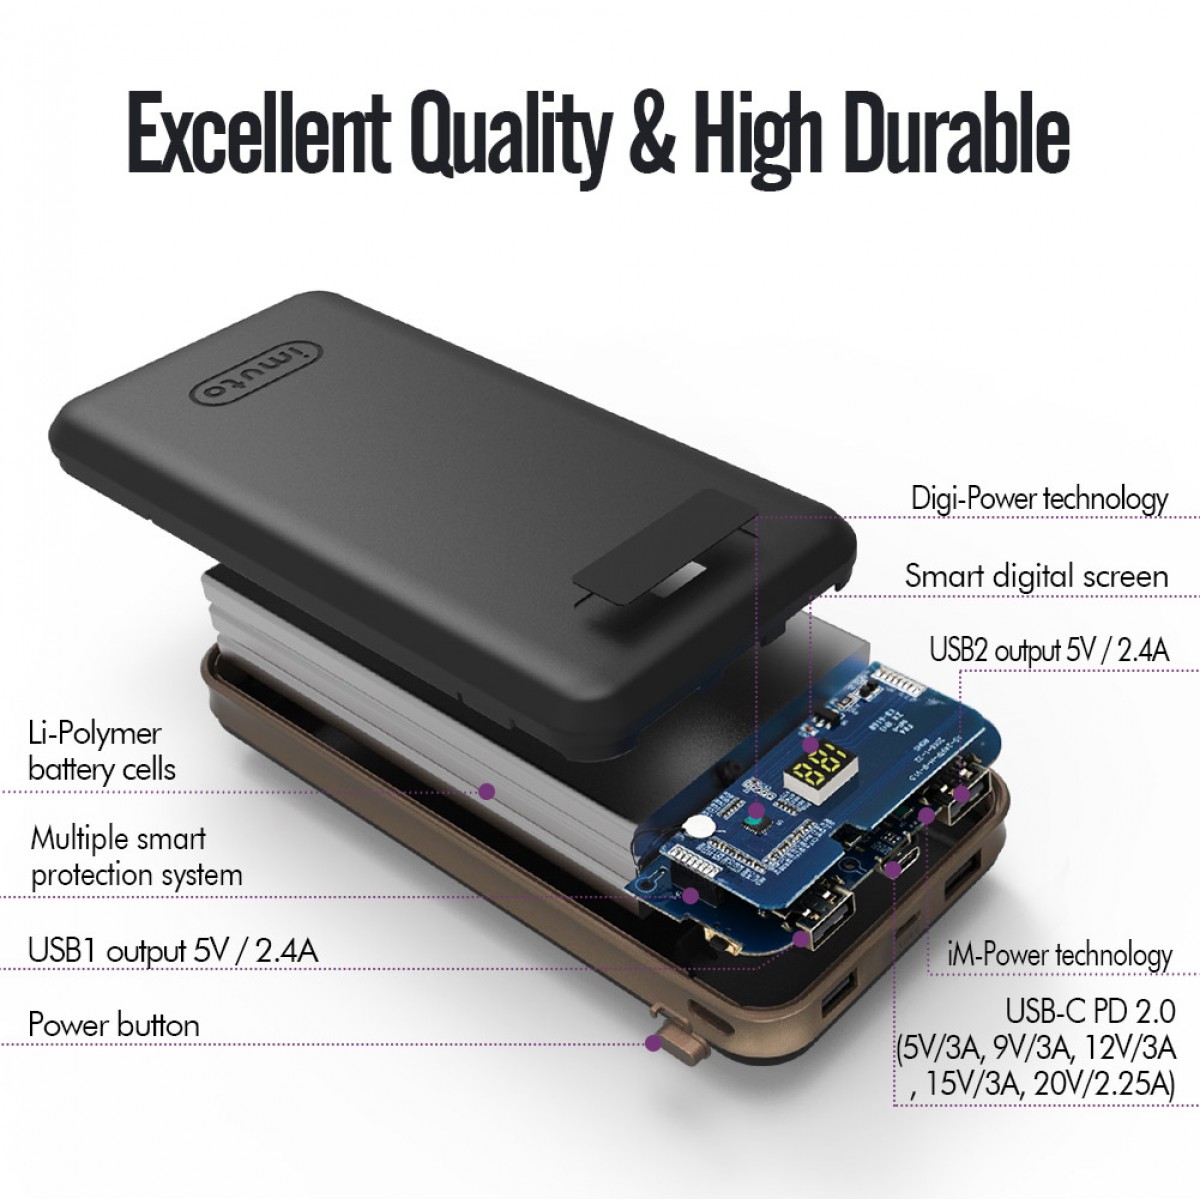 Excellent Quality & High Durable
imuto
Digi-Power technology
Smart digital screen
USB2 output 5V / 2.4A
Li-Polymer
battery cells
Multiple smart
protection system
USB1 output 5V / 2.4A
Power button
iM-Power technology
USB-C PD 2.0
(5V/3A, 9V/3A, 12V/3A
, 15V/3A, 20V/2.25A)